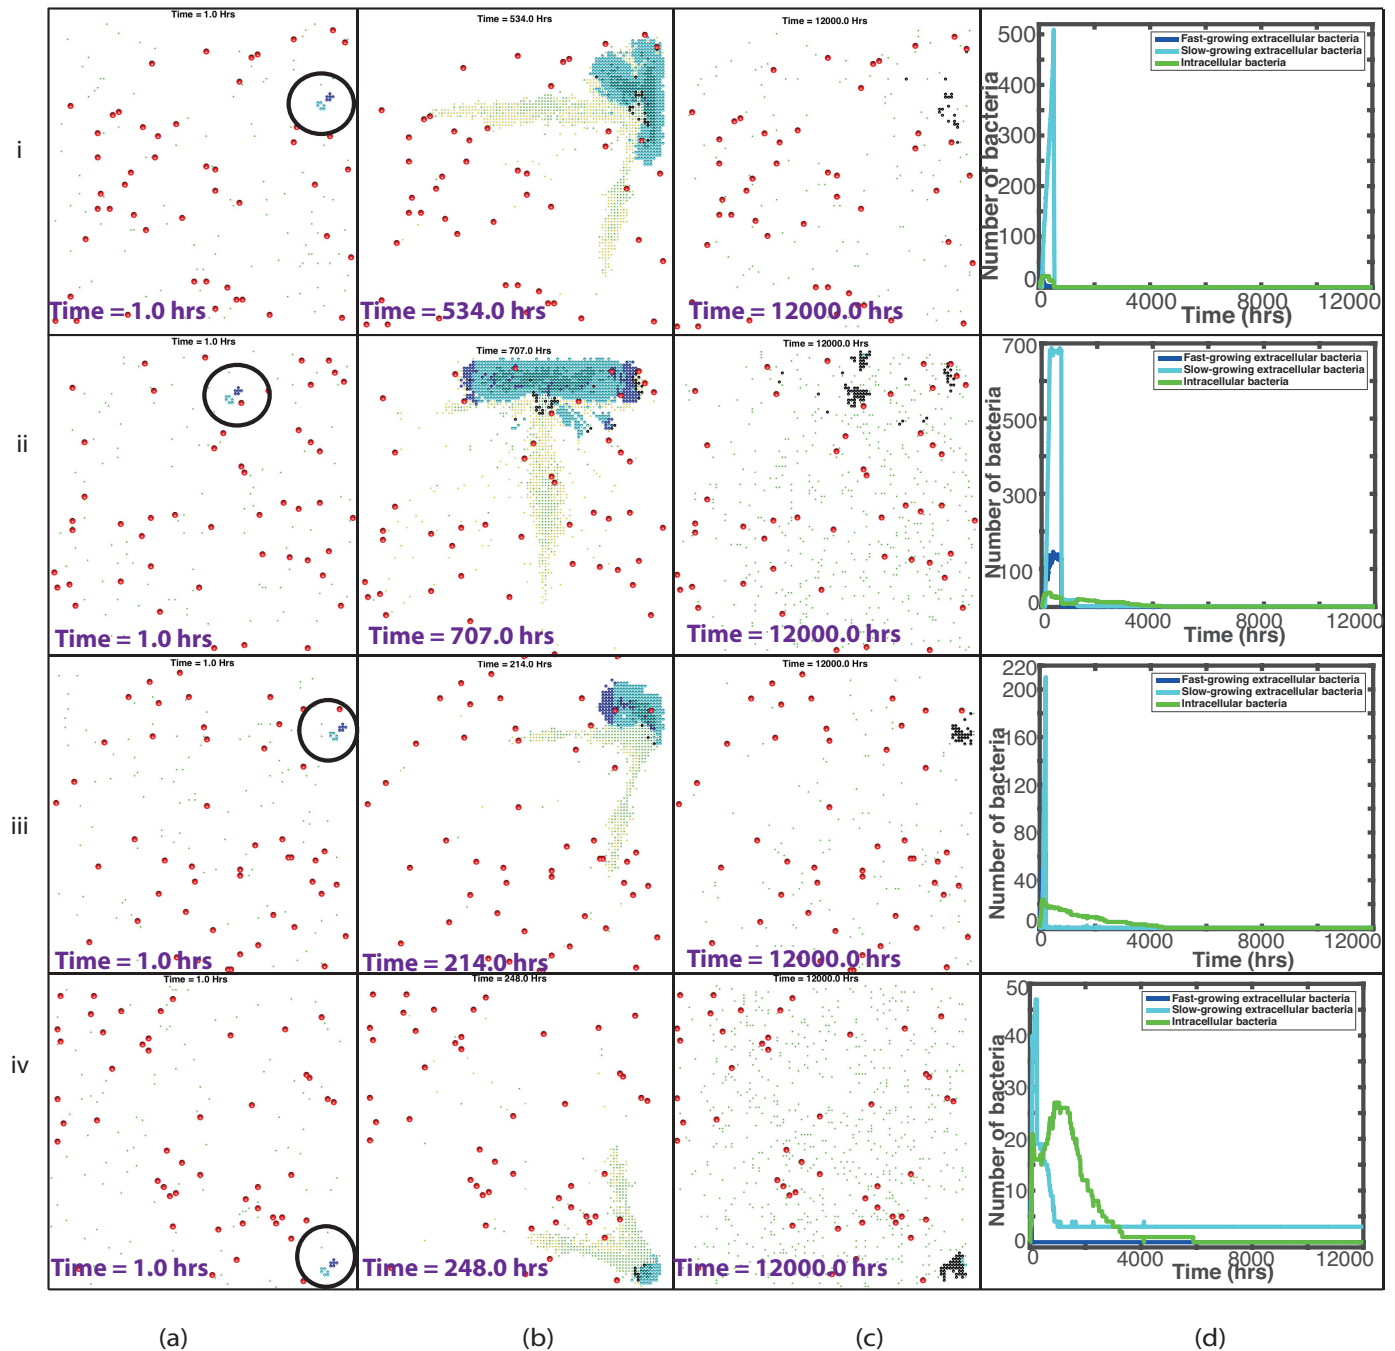 Time = 1.0 Hrs
Time = 1.0 hrs
Time = 534.0 Hrs
Time = 534.0 hrs
Time = 12000.0 Hrs
Time = 12000.0 hrs
i
Number of bacteria
500
400
300
200
100
0
Fast-growing extracellular bacteria
Slow-growing extracellular bacteria
Intracellular bacteria
0 4000 8000 12000
Time (hrs)
Time = 1.0 Hrs
Time = 1.0 hrs
Time = 707.0 Hrs
Time = 707.0 hrs
Time = 12000.0 Hrs
Time = 12000.0 hrs
ii
Number of bacteria
700
500
300
100
0
Fast-growing extracellular bacteria
Slow-growing extracellular bacteria
Intracellular bacteria
0 4000 8000 12000
Time (hrs)
Time = 1.0 Hrs
Time = 1.0 hrs
Time = 214.0 Hrs
Time = 214.0 hrs
Time = 12000.0 Hrs
Time = 12000.0 hrs
iii
Number of bacteria
220
200
160
120
80
40
0
Fast-growing extracellular bacteria
Slow-growing extracellular bacteria
Intracellular bacteria
0 4000 8000 12000
Time (hrs)
Time = 1.0 Hrs
Time = 1.0 hrs
Time = 248.0 Hrs
Time = 248.0 hrs
Time = 12000.0 Hrs
Time = 12000.0 hrs
iv
Number of bacteria
50
40
30
20
10
0
Fast-growing extracellular bacteria
Slow-growing extracellular bacteria
Intracellular bacteria
0 4000 8000 12000
Time (hrs)
(a) (b) (c) (d)